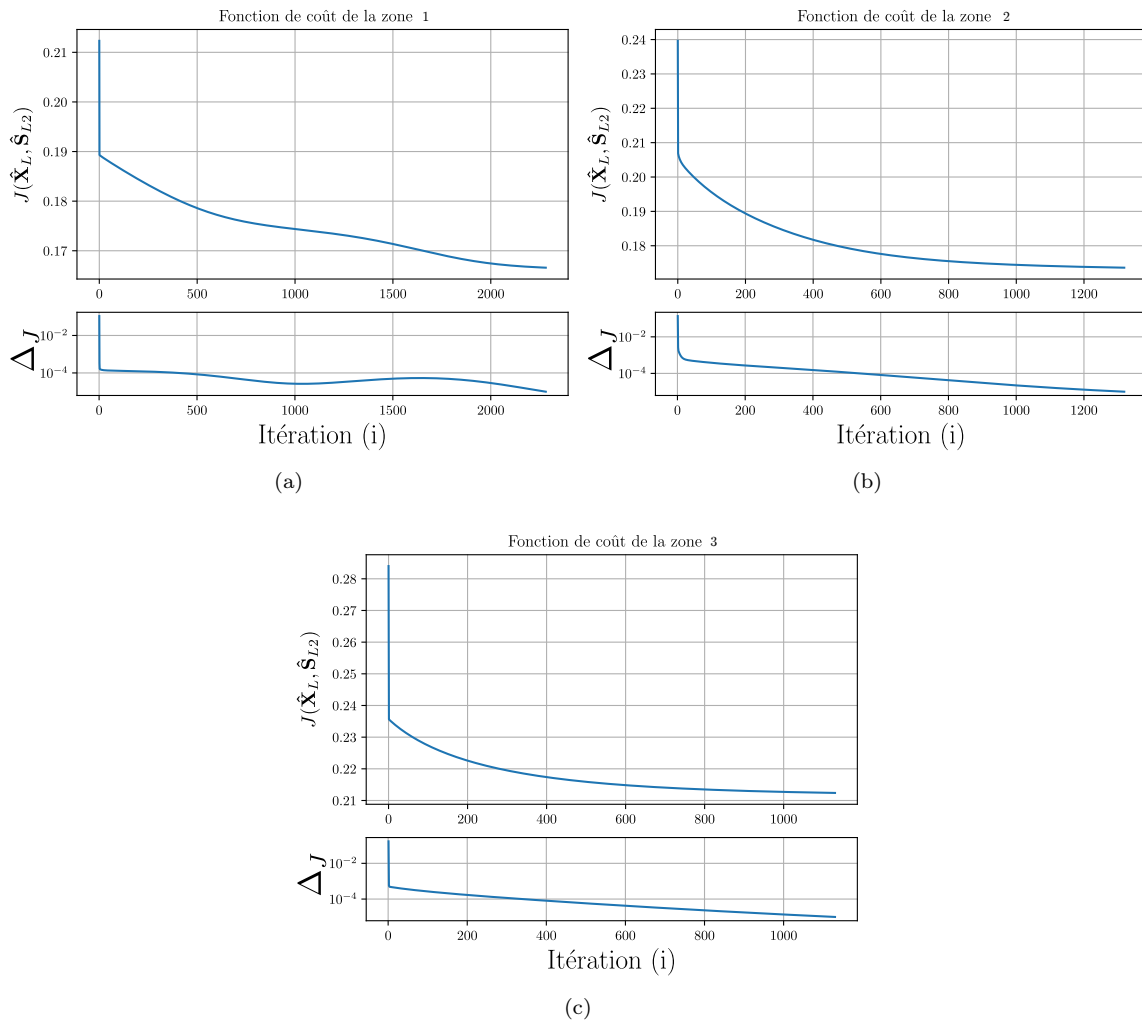 Fonction de coût de la zone 1
0.21
0.20
0.19
0.18
0.17
J(X̂_L, Ŝ_{L2})
0 500 1000 1500 2000
10⁻²
10⁻⁴
Δ_J
0 500 1000 1500 2000
Itération (i)
(a)
Fonction de coût de la zone 2
0.24
0.23
0.22
0.21
0.20
0.19
0.18
J(X̂_L, Ŝ_{L2})
0 200 400 600 800 1000 1200
10⁻²
10⁻⁴
Δ_J
0 200 400 600 800 1000 1200
Itération (i)
(b)
Fonction de coût de la zone 3
0.28
0.27
0.26
0.25
0.24
0.23
0.22
0.21
J(X̂_L, Ŝ_{L2})
0 200 400 600 800 1000
10⁻²
10⁻⁴
Δ_J
0 200 400 600 800 1000
Itération (i)
(c)